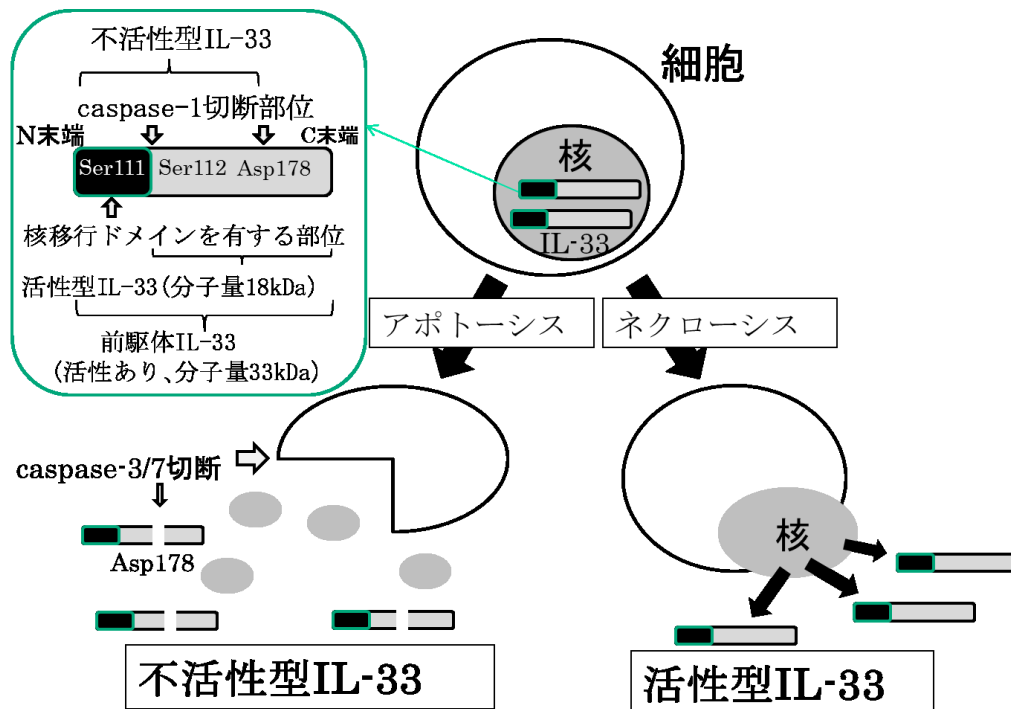 不活性型IL-33
caspase-1切断部位
N末端
C末端
Ser111 Ser112 Asp178
核移行ドメインを有する部位
活性型IL-33(分子量18kDa)
前駆体IL-33
(活性あり、分子量33kDa)
細胞
核
IL-33
アポトーシス
ネクローシス
caspase-3/7切断
Asp178
不活性型IL-33
核
活性型IL-33